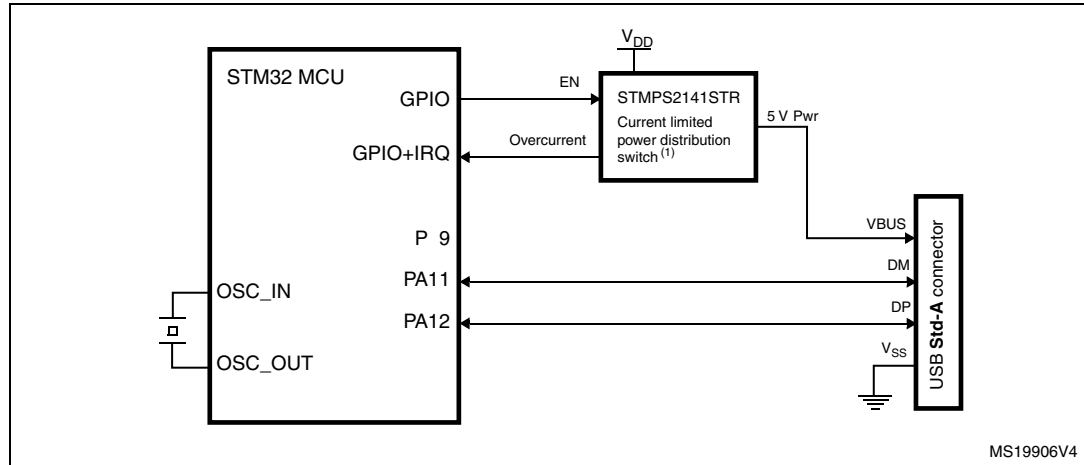 V_DD
STM32 MCU
GPIO
EN
STMPS2141STR
Current limited
power distribution
switch (1)
5 V Pwr
GPIO+IRQ
Overcurrent
P 9
VBUS
PA11
DM
OSC_IN
PA12
DP
OSC_OUT
V_SS
USB Std-A connector
MS19906V4